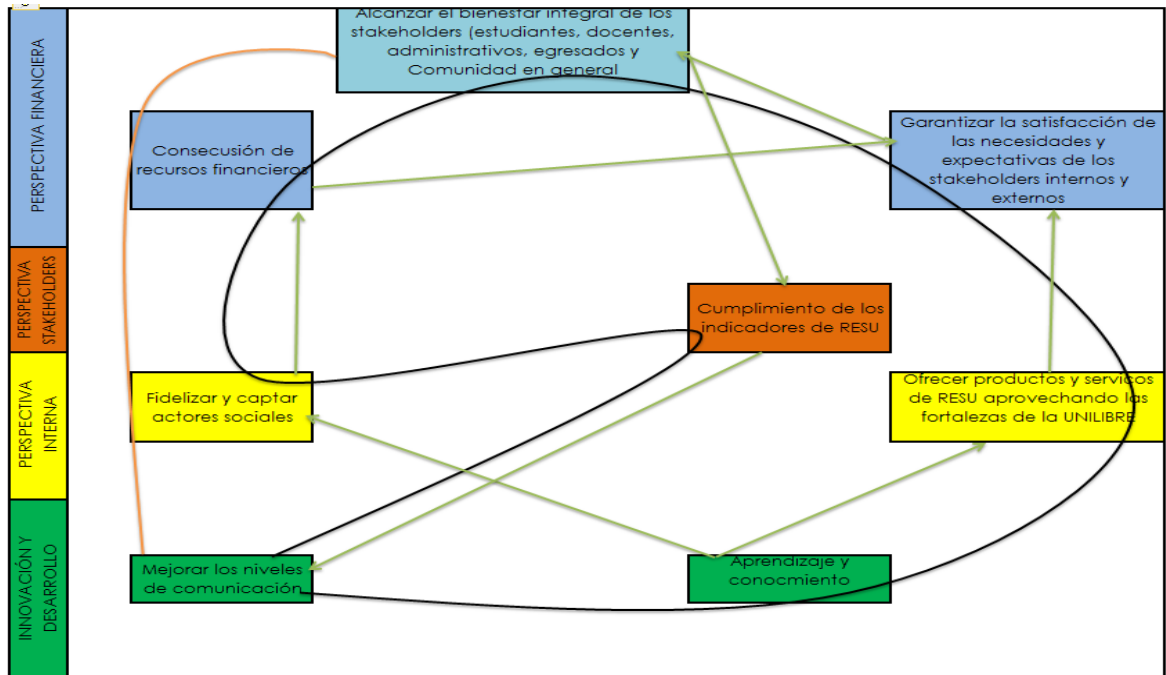 PERSPECTIVA FINANCIERA
Alcanzar el bienestar integral de los
stakeholders (estudiantes, docentes,
administrativos, egresados y
Comunidad en general
Consecusión de
recursos financieros
Garantizar la satisfacción de
las necesidades y
expectativas de los
stakeholders internos y
externos
PERSPECTIVA
STAKEHOLDERS
Cumplimiento de los
indicadores de RESU
PERSPECTIVA
INTERNA
Fidelizar y captar
actores sociales
Ofrecer productos y servicos
de RESU aprovechando las
fortalezas de la UNILIBRE
INNOVACIÓN Y
DESARROLLO
Mejorar los niveles
de comunicación
Aprendizaje y
conocmiento